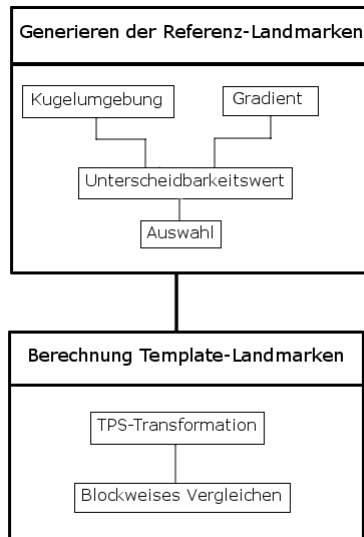 Generieren der Referenz-Landmarken
Kugelumgebung
Gradient
Unterscheidbarkeitswert
Auswahl
Berechnung Template-Landmarken
TPS-Transformation
Blockweises Vergleichen